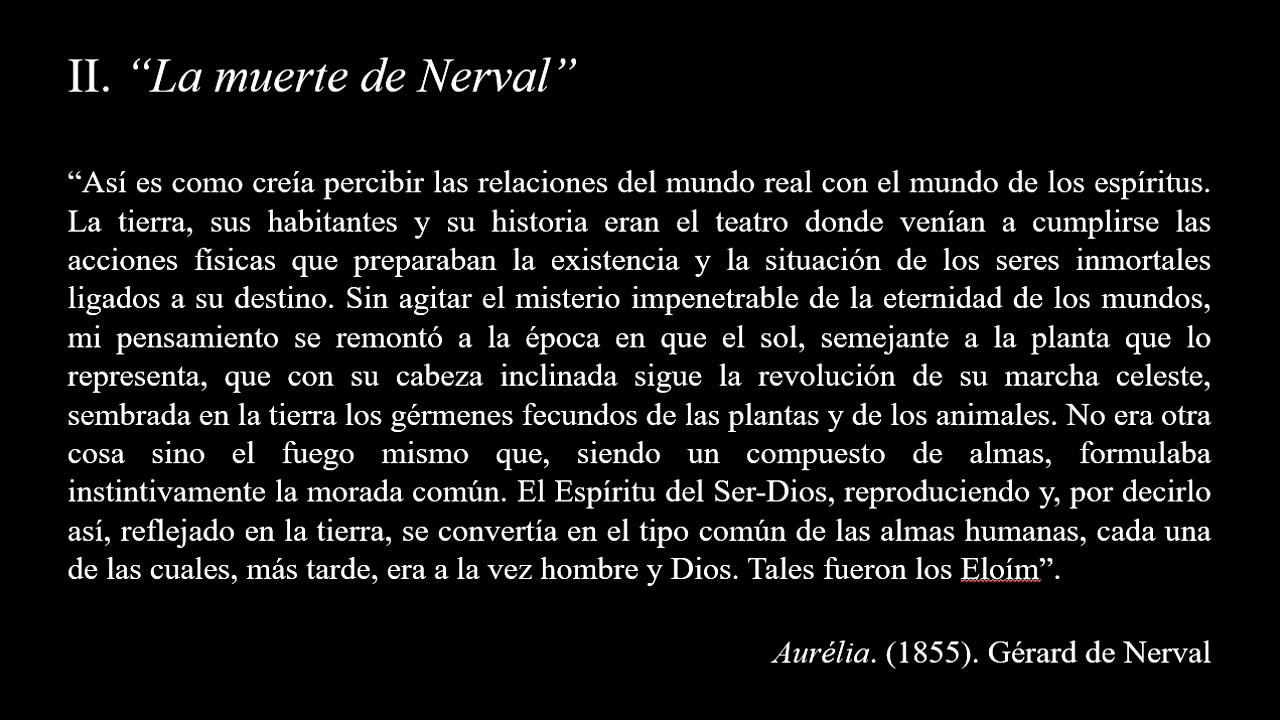 II. “La muerte de Nerval”
“Así es como creía percibir las relaciones del mundo real con el mundo de los espíritus.
La tierra, sus habitantes y su historia eran el teatro donde venían a cumplirse las
acciones físicas que preparaban la existencia y la situación de los seres inmortales
ligados a su destino. Sin agitar el misterio impenetrable de la eternidad de los mundos,
mi pensamiento se remontó a la época en que el sol, semejante a la planta que lo
representa, que con su cabeza inclinada sigue la revolución de su marcha celeste,
sembrada en la tierra los gérmenes fecundos de las plantas y de los animales. No era otra
cosa sino el fuego mismo que, siendo un compuesto de almas, formulaba
instintivamente la morada común. El Espíritu del Ser-Dios, reproduciendo y, por decirlo
así, reflejado en la tierra, se convertía en el tipo común de las almas humanas, cada una
de las cuales, más tarde, era a la vez hombre y Dios. Tales fueron los Eloím”.
Aurélia. (1855). Gérard de Nerval